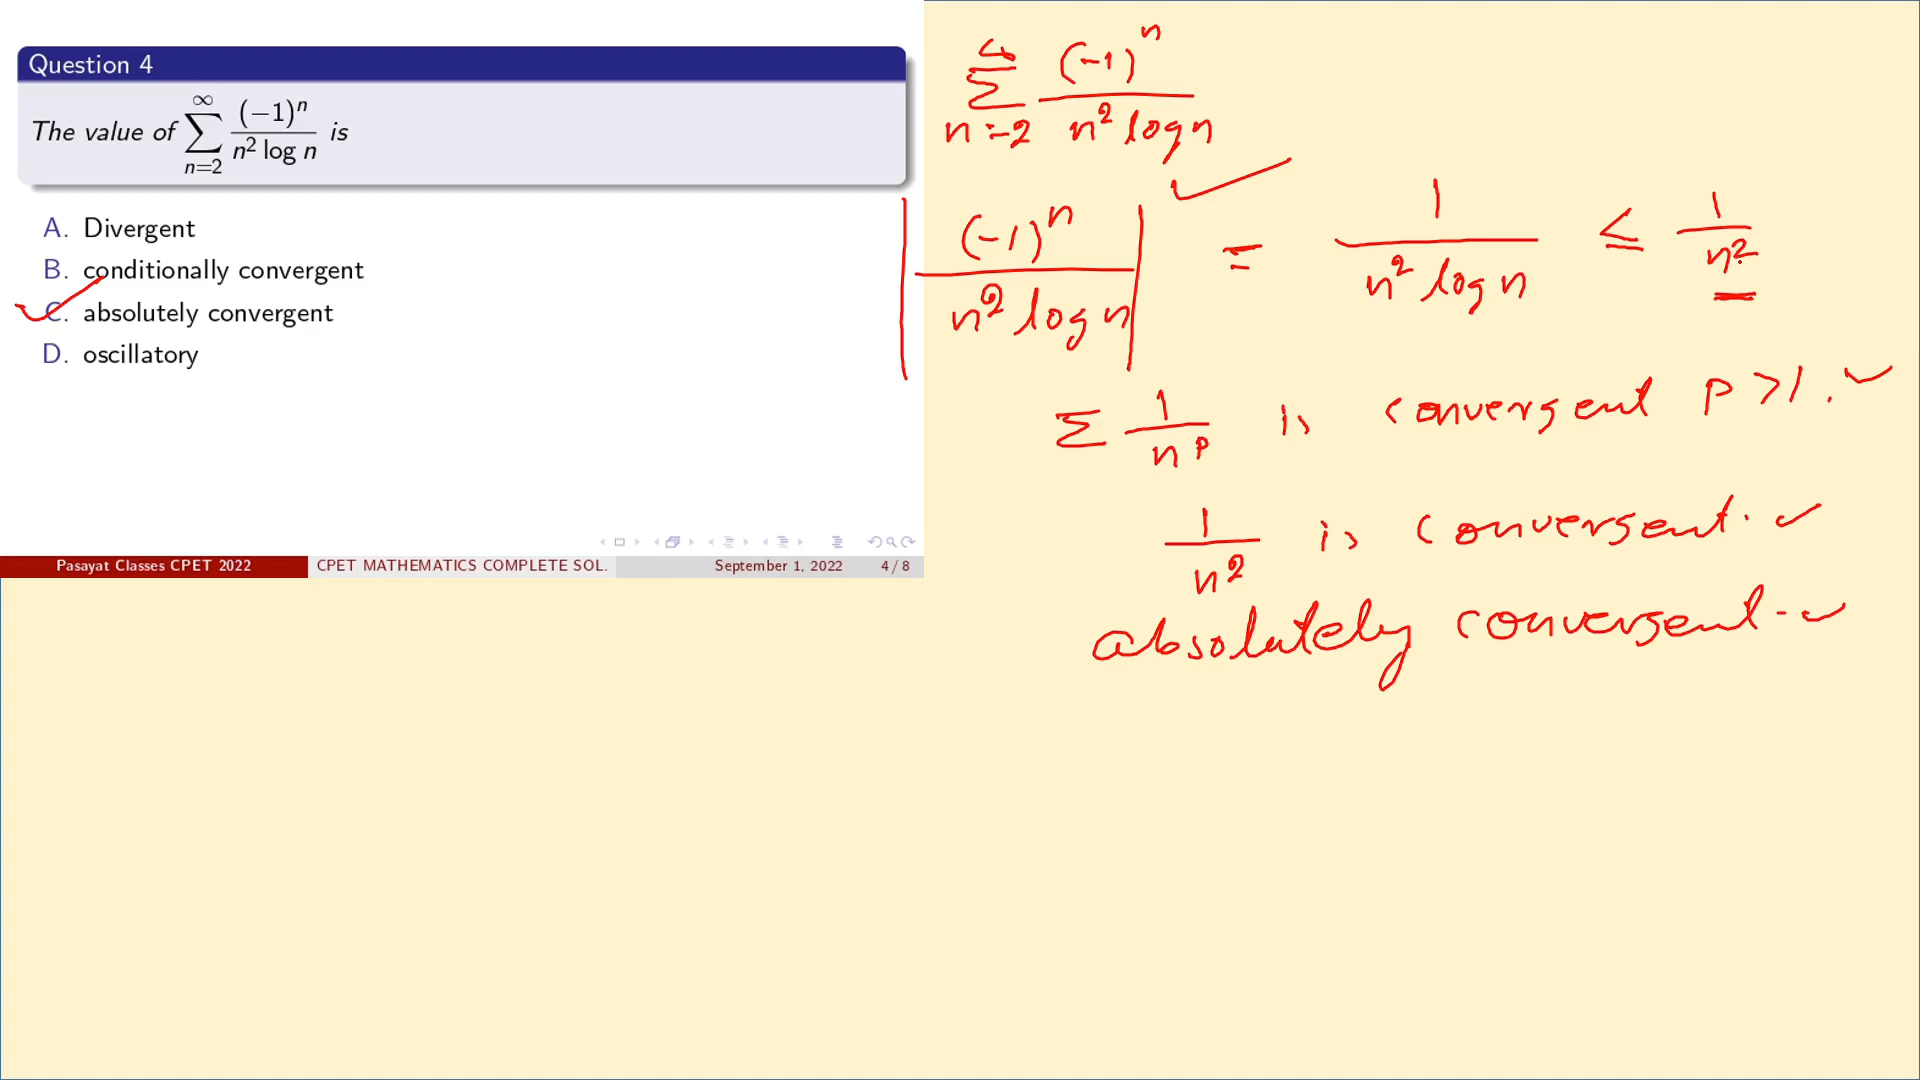 Question 4
The value of ∑_{n=2}^{∞} (−1)^n / (n^2 log n) is
A. Divergent
B. conditionally convergent
C. absolutely convergent
D. oscillatory
Pasayat Classes CPET 2022 CPET MATHEMATICS COMPLETE SOL. September 1, 2022 4 / 8
∑_{n=2}^{∞} (-1)^n / (n^2 log n)
| (-1)^n / (n^2 log n) | = 1 / (n^2 log n) ≤ 1 / n^2
∑ 1 / n^p is convergent p > 1.
1 / n^2 is convergent.
absolutely convergent.